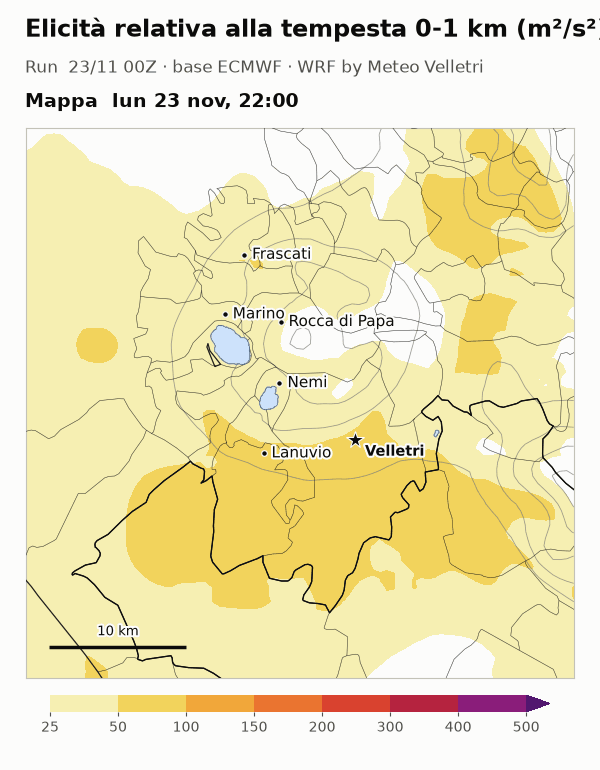 Elicità relativa alla tempesta 0-1 km (m²/s²)
Run  23/11 00Z · base ECMWF · WRF by Meteo Velletri
Mappa  lun 23 nov, 22:00
Frascati
Marino
Rocca di Papa
Nemi
Velletri
Lanuvio
10 km
25 50 100 150 200 300 400 500